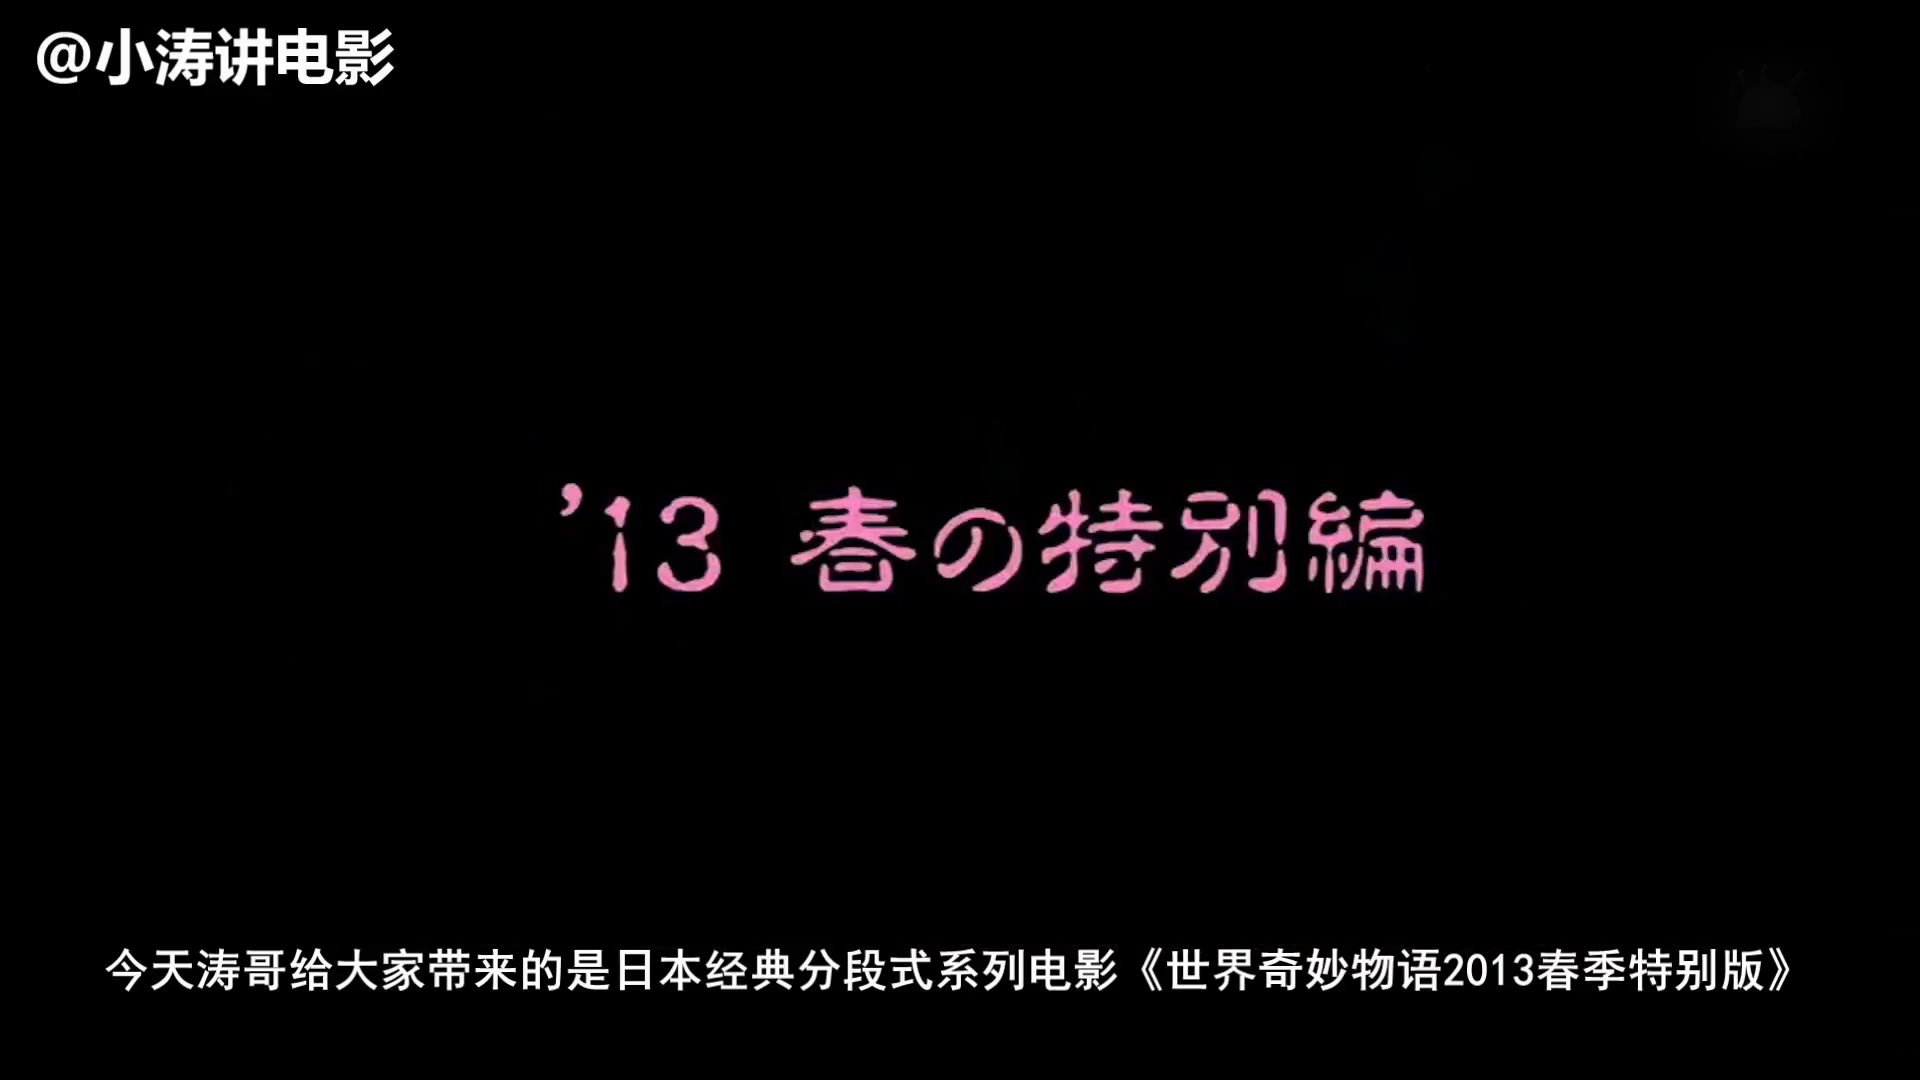 @小涛讲电影
’13 春の特別編
今天涛哥给大家带来的是日本经典分段式系列电影《世界奇妙物语2013春季特别版》